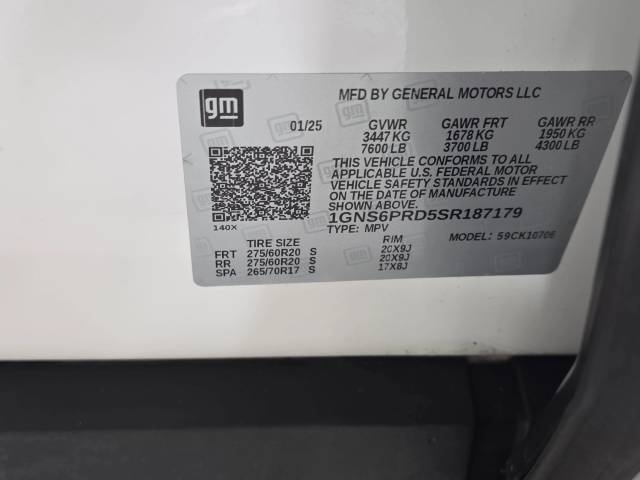 gm
MFD BY GENERAL MOTORS LLC
01/25 GVWR GAWR FRT GAWR RR
3447 KG 1678 KG 1950 KG
7600 LB 3700 LB 4300 LB
THIS VEHICLE CONFORMS TO ALL
APPLICABLE U.S. FEDERAL MOTOR
VEHICLE SAFETY STANDARDS IN EFFECT
ON THE DATE OF MANUFACTURE
SHOWN ABOVE.
1GNS6PRD5SR187179
140X TYPE: MPV MODEL: 59CK10706
TIRE SIZE RIM
FRT 275/60R20 S 20X9J
RR 275/60R20 S 20X9J
SPA 265/70R17 S 17X8J